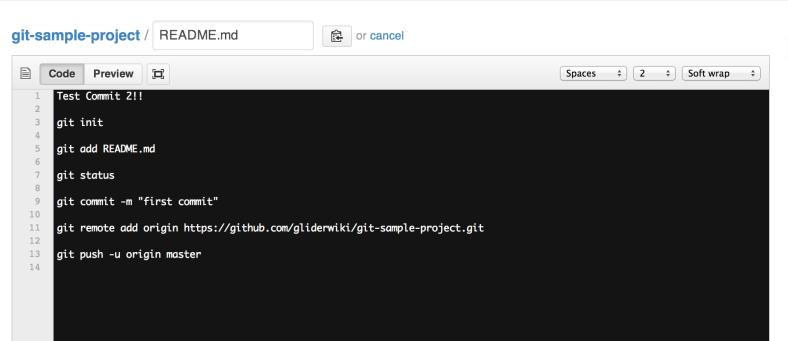 git-sample-project / README.md or cancel
Code Preview Spaces 2 Soft wrap
1 Test Commit 2!!
2
3 git init
4
5 git add README.md
6
7 git status
8
9 git commit -m "first commit"
10
11 git remote add origin https://github.com/gliderwiki/git-sample-project.git
12
13 git push -u origin master
14